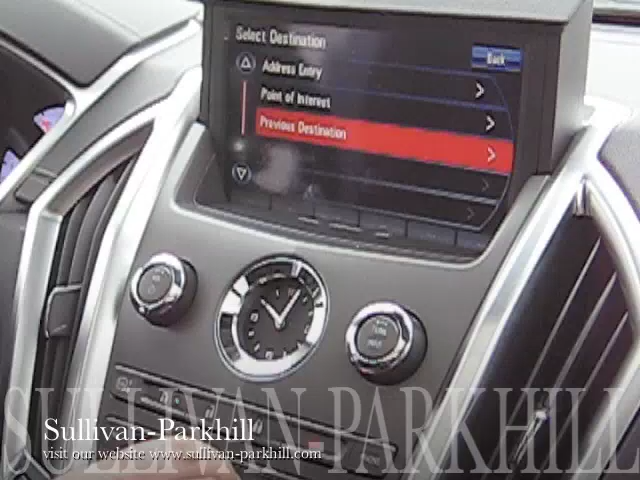 Select Destination
Back
Address Entry
Point of Interest
Previous Destination
TUNE
SULLIVAN-PARKHILL
Sullivan-Parkhill
visit our website www.sullivan-parkhill.com